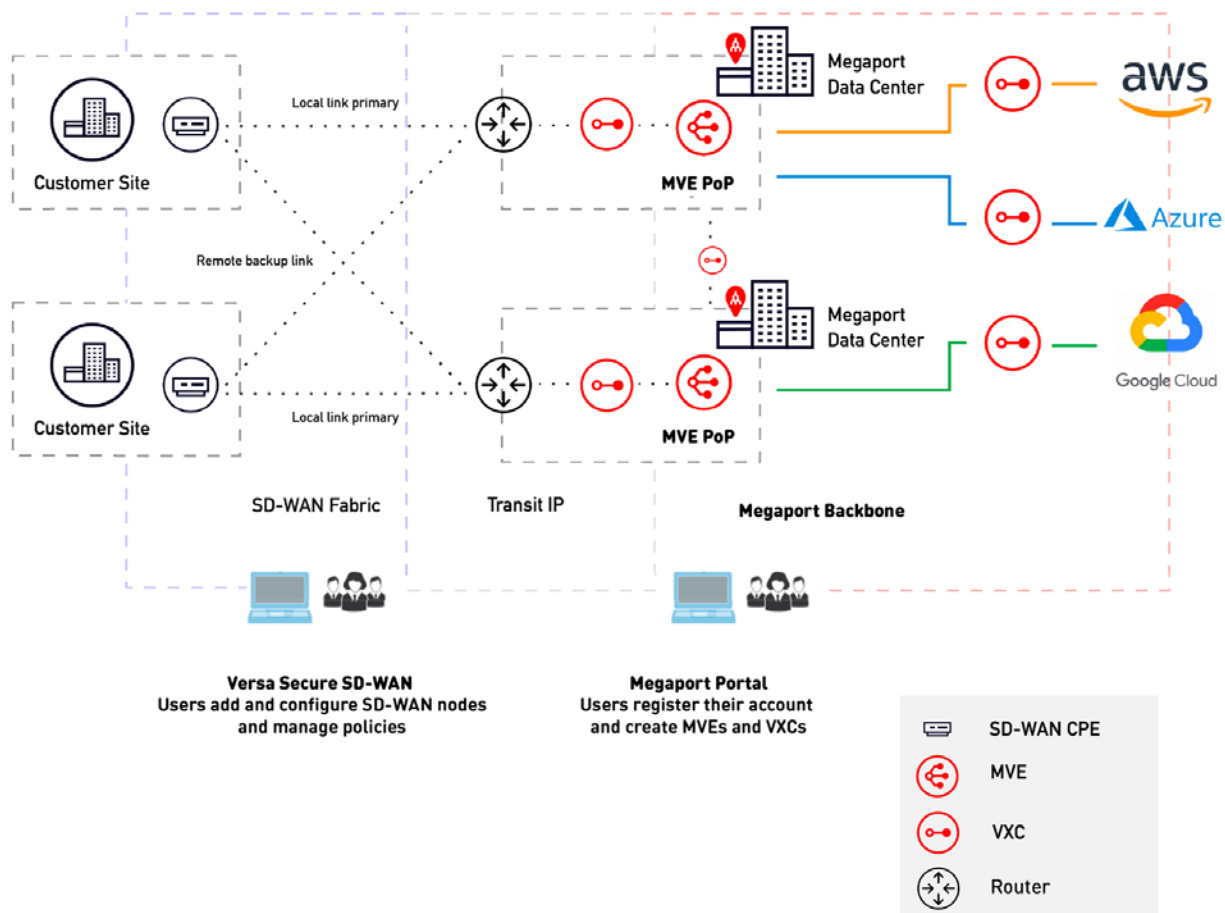 Megaport
Data Center
aws
Local link primary
Customer Site
MVE PoP
Azure
Remote backup link
Megaport
Data Center
Google Cloud
Local link primary
Customer Site
MVE PoP
SD-WAN Fabric
Transit IP
Megaport Backbone
Versa Secure SD-WAN
Users add and configure SD-WAN nodes
and manage policies
Megaport Portal
Users register their account
and create MVEs and VXCs
SD-WAN CPE
MVE
VXC
Router